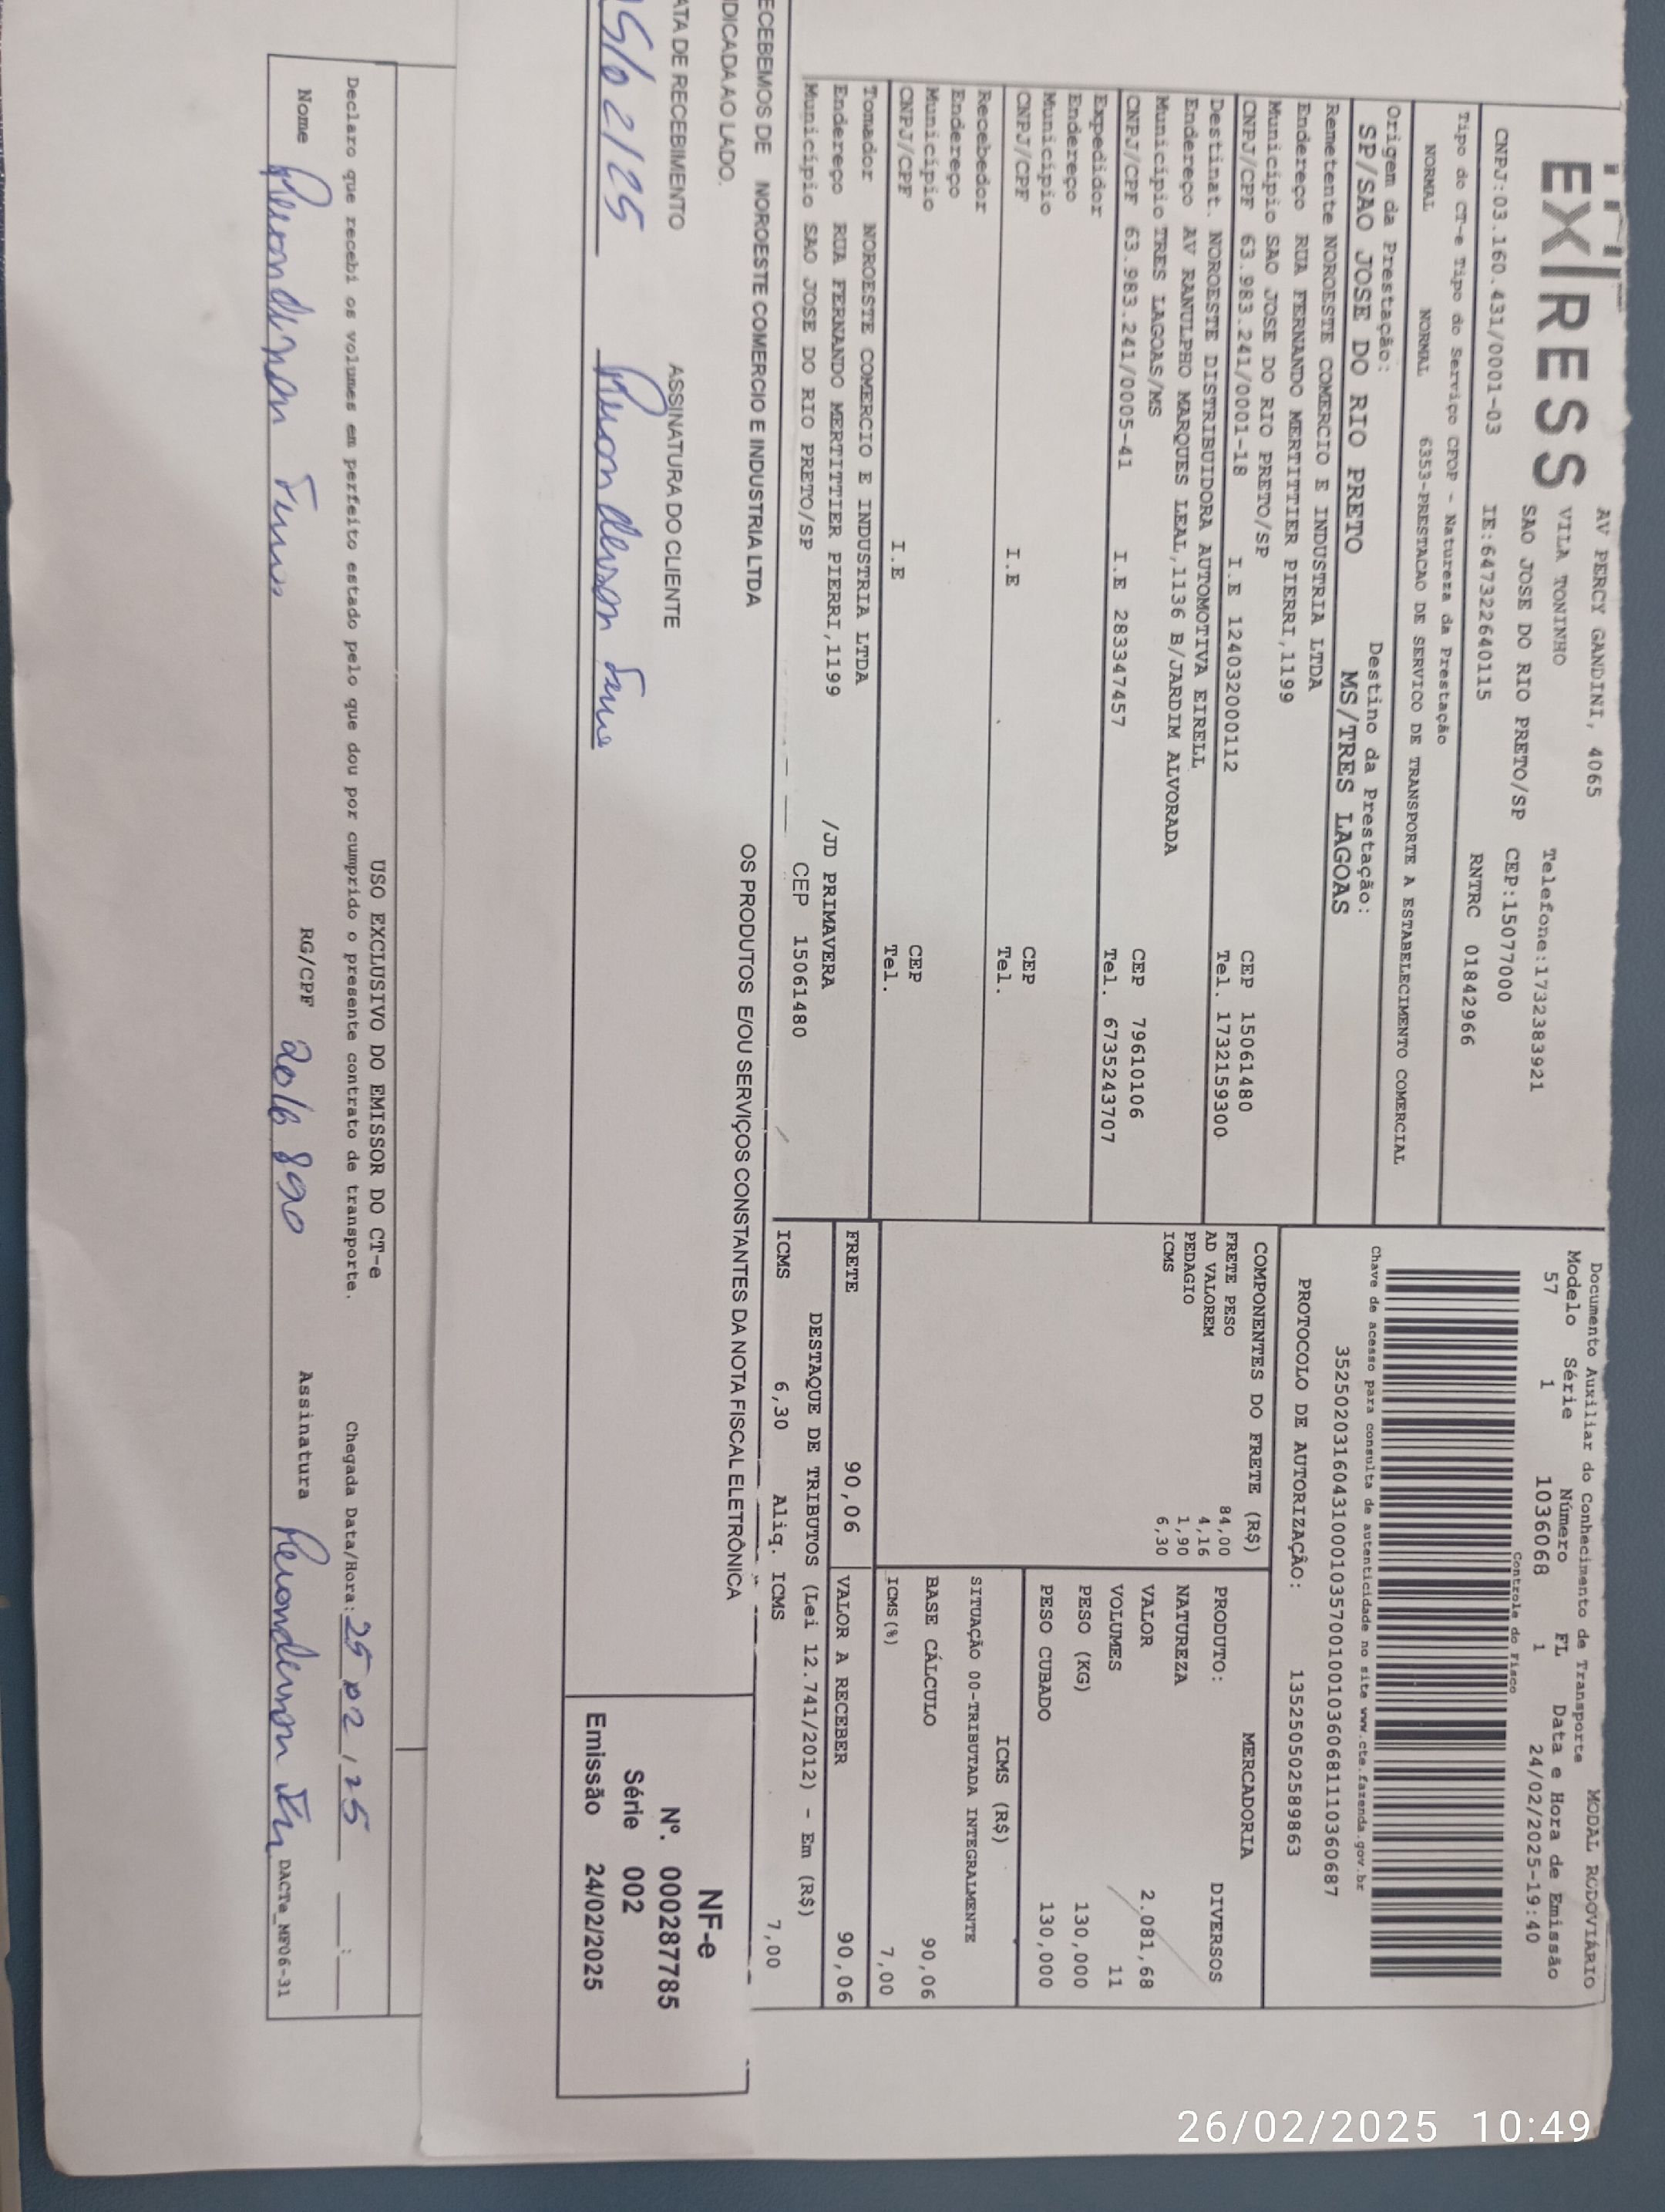 EXPRESS
AV PERCY GANDINI, 4065
VILA TONINHO
Telefone:1732383921
SAO JOSE DO RIO PRETO/SP CEP:15077000
CNPJ:03.160.431/0001-03 IE:647322640115 RNTRC 01842966
Tipo do CT-e Tipo do Serviço CFOP - Natureza da Prestação
NORMAL NORMAL 6353-PRESTACAO DE SERVICO DE TRANSPORTE A ESTABELECIMENTO COMERCIAL
Origem da Prestação: Destino da Prestação:
SP/SAO JOSE DO RIO PRETO MS/TRES LAGOAS
Remetente NOROESTE COMERCIO E INDUSTRIA LTDA
Endereço RUA FERNANDO MERTITTIER PIERRI,1199
Município SAO JOSE DO RIO PRETO/SP CEP 15061480
CNPJ/CPF 63.983.241/0001-18 I.E 124032000112 Tel. 1732159300
Destinat. NOROESTE DISTRIBUIDORA AUTOMOTIVA EIRELL
Endereço AV RANULPHO MARQUES LEAL,1136 B/JARDIM ALVORADA
Município TRES LAGOAS/MS CEP 79610106
CNPJ/CPF 63.983.241/0005-41 I.E 283347457 Tel. 6735243707
Expedidor
Endereço
Município CEP
CNPJ/CPF I.E Tel.
Recebedor
Endereço
Município CEP
CNPJ/CPF I.E Tel.
Tomador NOROESTE COMERCIO E INDUSTRIA LTDA
Endereço RUA FERNANDO MERTITTIER PIERRI,1199 /JD PRIMAVERA
Município SAO JOSE DO RIO PRETO/SP CEP 15061480
Documento Auxiliar do Conhecimento de Transporte MODAL RODOVIÁRIO
Modelo Série Número FL Data e Hora de Emissão
57 1 1036068 1 24/02/2025-19:40
Controle do Fisco
Chave de acesso para consulta de autenticidade no site www.cte.fazenda.gov.br
35250203160431000103570010010360681110360687
PROTOCOLO DE AUTORIZAÇÃO: 135250502589863
COMPONENTES DO FRETE (R$)
FRETE PESO 84,00
AD VALOREM 4,16
PEDAGIO 1,90
ICMS 6,30
MERCADORIA
PRODUTO: DIVERSOS
NATUREZA
VALOR 2.081,68
VOLUMES 11
PESO (KG) 130,000
PESO CUBADO 130,000
ICMS (R$)
SITUAÇÃO 00-TRIBUTADA INTEGRALMENTE
BASE CÁLCULO 90,06
ICMS(%) 7,00
FRETE 90,06 VALOR A RECEBER 90,06
DESTAQUE DE TRIBUTOS (Lei 12.741/2012) - Em (R$)
ICMS 6,30 Aliq. ICMS 7,00
ECEBEMOS DE NOROESTE COMERCIO E INDUSTRIA LTDA OS PRODUTOS E/OU SERVIÇOS CONSTANTES DA NOTA FISCAL ELETRÔNICA
DICADA AO LADO.
ATA DE RECEBIMENTO ASSINATURA DO CLIENTE
5/02/25
NF-e
Nº. 000287785
Série 002
Emissão 24/02/2025
USO EXCLUSIVO DO EMISSOR DO CT-e
Declaro que recebi os volumes em perfeito estado pelo que dou por cumprido o presente contrato de transporte. Chegada Data/Hora: 25 02 / 25 :
Nome RG/CPF 2016 890 Assinatura
DACTe_MF06-31
26/02/2025 10:49